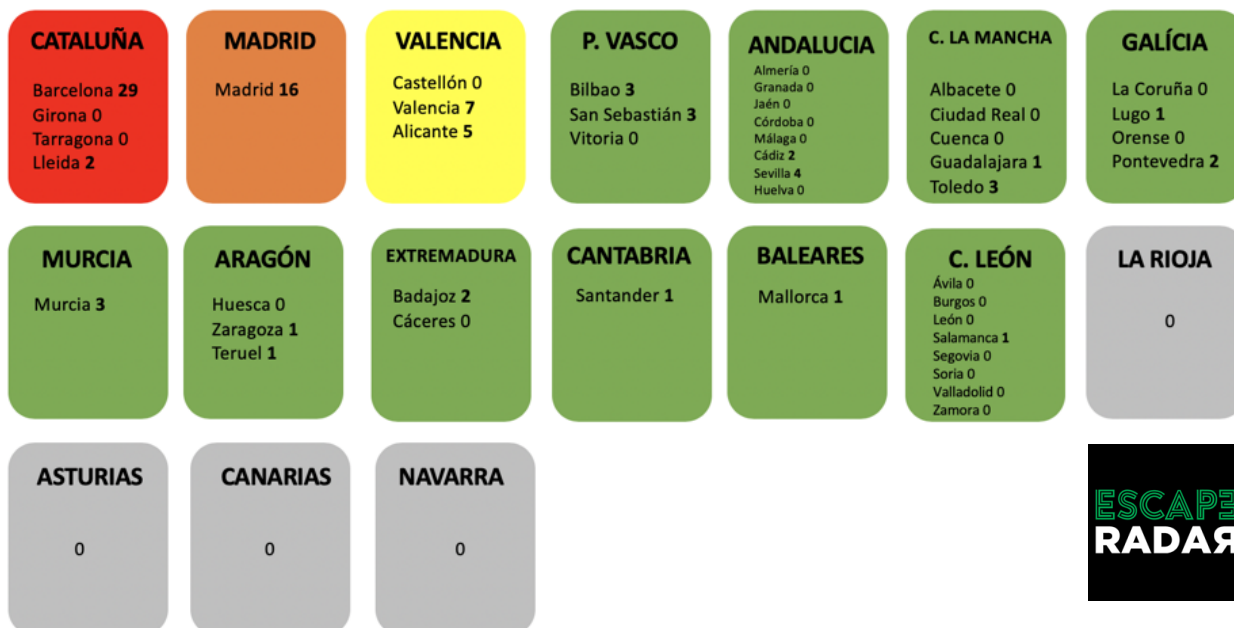 CATALUÑA
Barcelona 29
Girona 0
Tarragona 0
Lleida 2
MADRID
Madrid 16
VALENCIA
Castellón 0
Valencia 7
Alicante 5
P. VASCO
Bilbao 3
San Sebastián 3
Vitoria 0
ANDALUCIA
Almería 0
Granada 0
Jaén 0
Córdoba 0
Málaga 0
Cádiz 2
Sevilla 4
Huelva 0
C. LA MANCHA
Albacete 0
Ciudad Real 0
Cuenca 0
Guadalajara 1
Toledo 3
GALÍCIA
La Coruña 0
Lugo 1
Orense 0
Pontevedra 2
MURCIA
Murcia 3
ARAGÓN
Huesca 0
Zaragoza 1
Teruel 1
EXTREMADURA
Badajoz 2
Cáceres 0
CANTABRIA
Santander 1
BALEARES
Mallorca 1
C. LEÓN
Ávila 0
Burgos 0
León 0
Salamanca 1
Segovia 0
Soria 0
Valladolid 0
Zamora 0
LA RIOJA
0
ASTURIAS
0
CANARIAS
0
NAVARRA
0
ESCAPE
RADAR